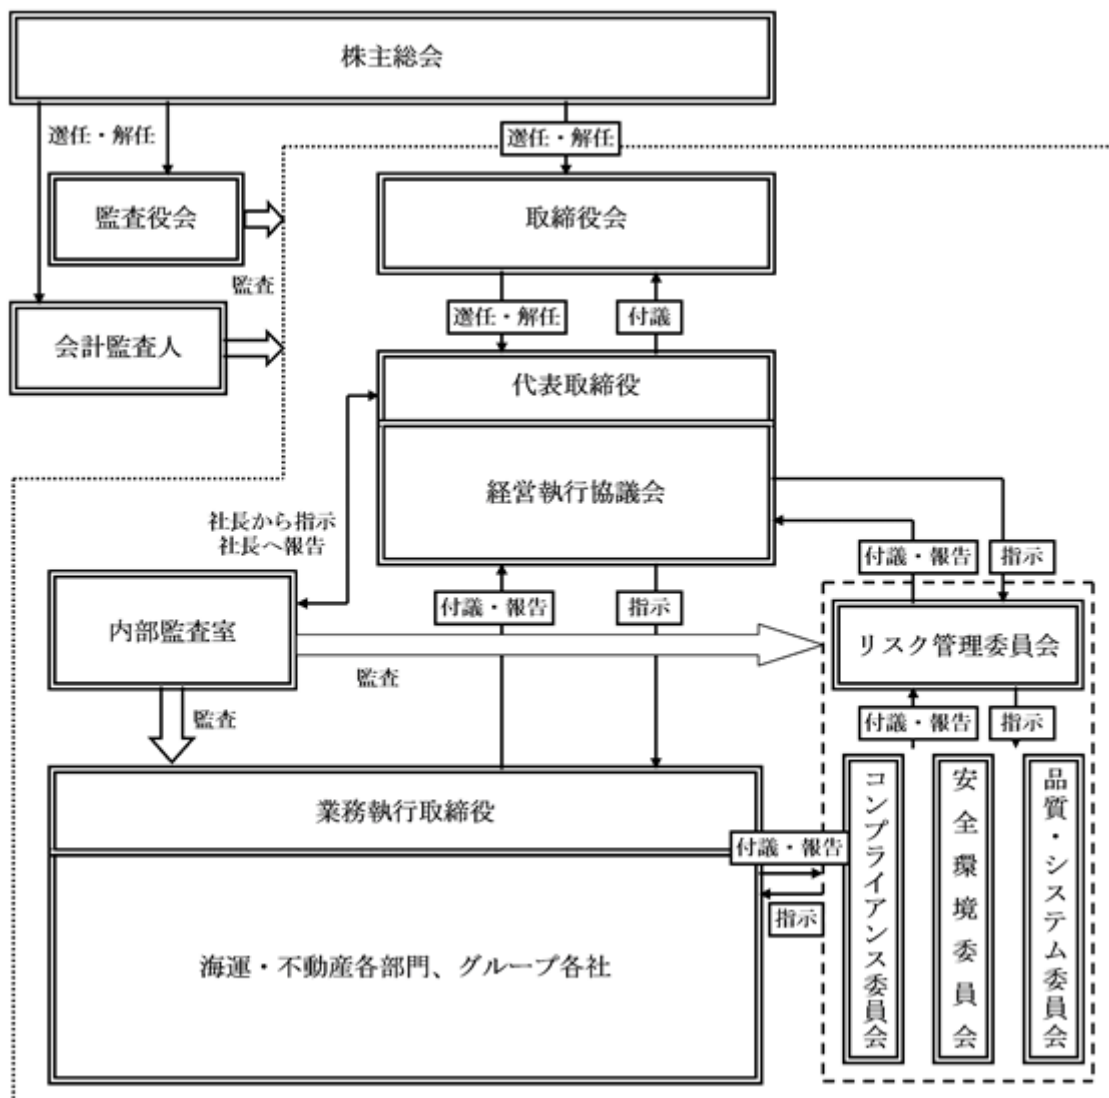 株主総会
選任・解任
選任・解任
監査役会
取締役会
監査
選任・解任
付議
会計監査人
代表取締役
経営執行協議会
社長から指示
社長へ報告
付議・報告
指示
内部監査室
付議・報告
指示
リスク管理委員会
監査
監査
付議・報告
指示
業務執行取締役
コンプライアンス委員会
安全環境委員会
品質・システム委員会
付議・報告
指示
海運・不動産各部門、グループ各社